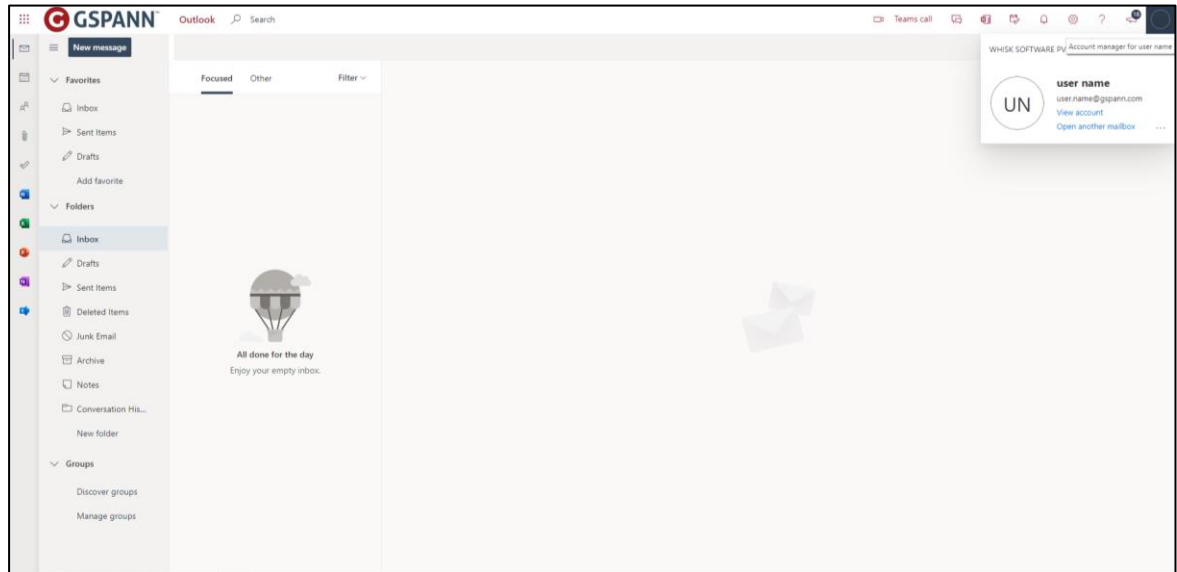 GSPANN Outlook Search Teams call 18
New message
WHISK SOFTWARE PV
Account manager for user name
Favorites
Focused Other Filter
user name
UN
user.name@gspann.com
View account
Open another mailbox ...
Inbox
Sent Items
Drafts
Add favorite
Folders
Inbox
Drafts
Sent Items
Deleted Items
Junk Email
Archive
Notes
Conversation His...
New folder
Groups
Discover groups
Manage groups
All done for the day
Enjoy your empty inbox.